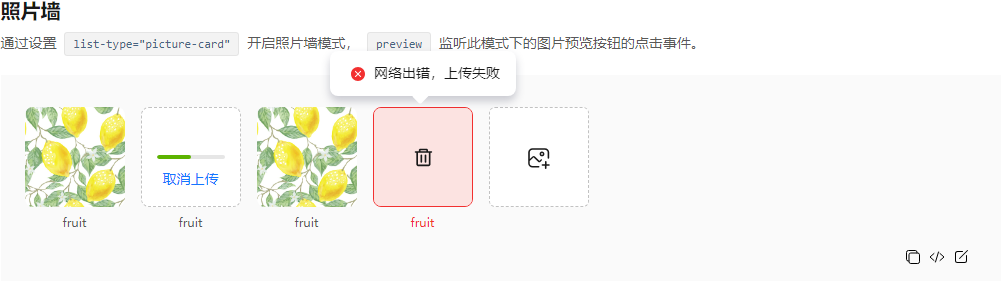 照片墙
通过设置 list-type="picture-card" 开启照片墙模式， preview 监听此模式下的图片预览按钮的点击事件。
网络出错，上传失败
取消上传
fruit fruit fruit fruit